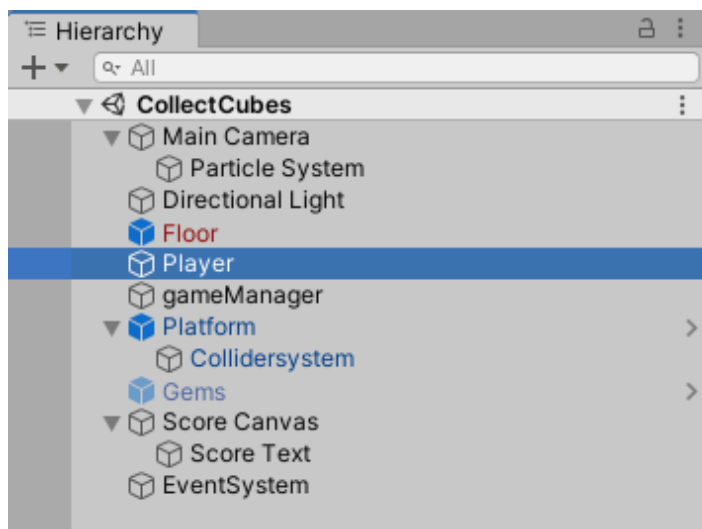 Hierarchy
All
CollectCubes
Main Camera
Particle System
Directional Light
Floor
Player
gameManager
Platform
Collidersystem
Gems
Score Canvas
Score Text
EventSystem